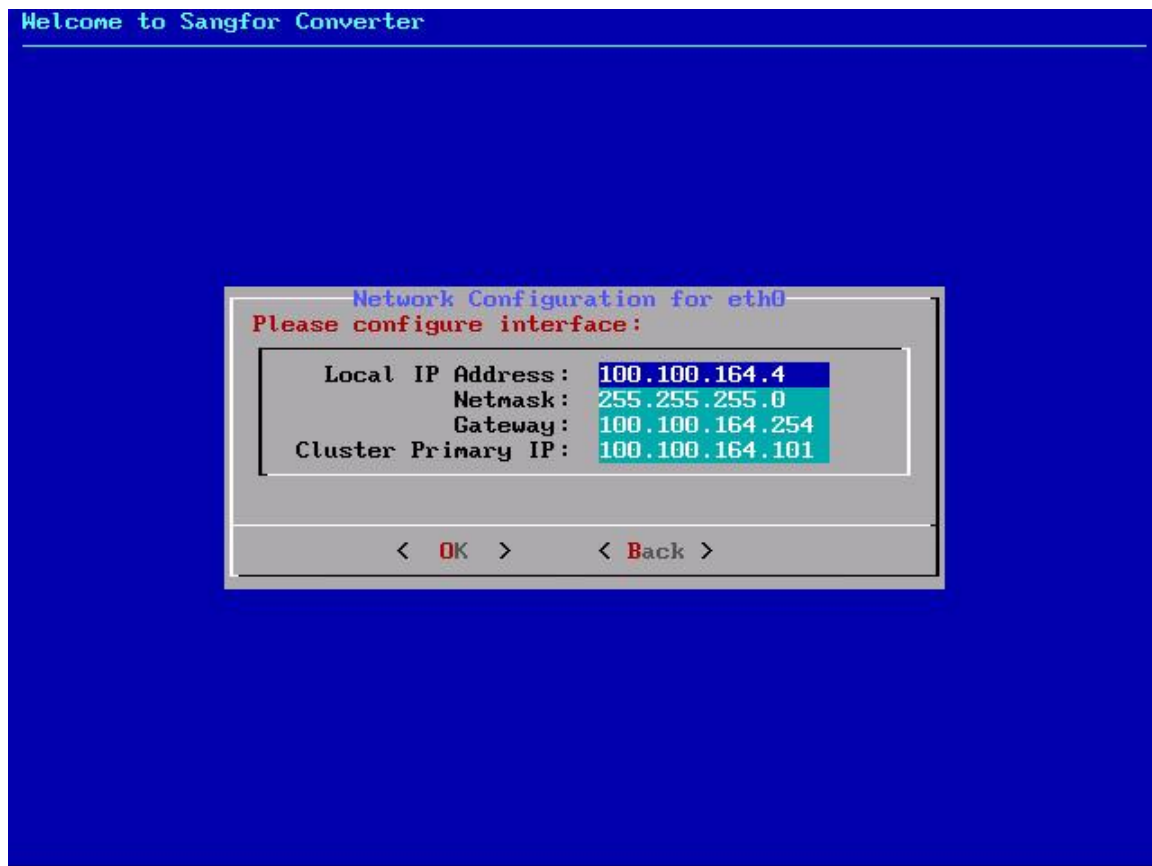 Welcome to Sangfor Converter
Network Configuration for eth0
Please configure interface:
Local IP Address: 100.100.164.4
Netmask: 255.255.255.0
Gateway: 100.100.164.254
Cluster Primary IP: 100.100.164.101
< OK > < Back >